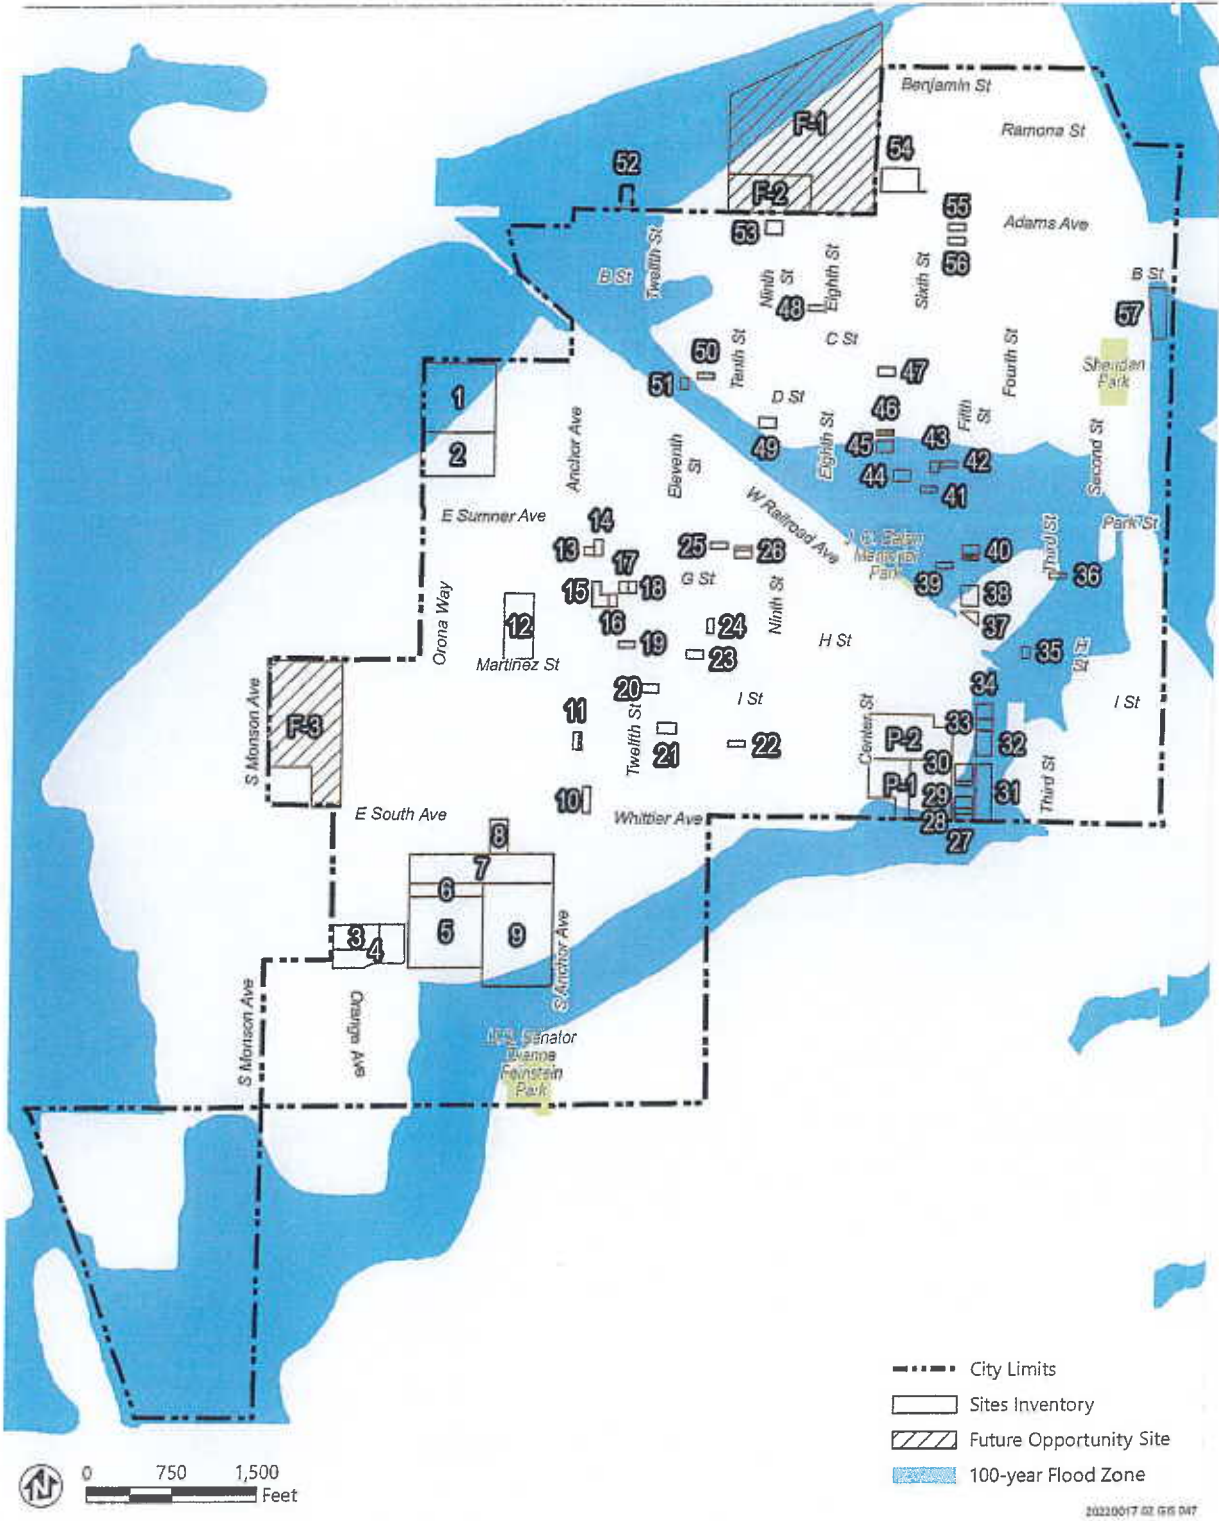 Benjamin St
Ramona St
F-1
54
52
F-2
55
Adams Ave
53
56
B St
Twelfth St
Ninth St
Eighth St
Sixth St
B St
48
57
C St
50
Tenth St
Fourth St
47
Sheridan
Park
51
1
D St
46
Fifth St
Anchor Ave
2
49
Eighth St
45
43
42
Second St
Eleventh St
44
41
E Sumner Ave
W Railroad Ave
14
Park St
13
25
26
40
Third St
17
G St
Memorial
Park
39
36
15
18
Orona Way
Ninth St
38
12
16
24
37
H St
Martinez St
19
23
35
H St
20
34
S Monson Ave
F-3
11
I St
I St
Twelfth St
Center St
P-2
33
21
22
32
30
P-1
29
31
Third St
10
E South Ave
Whittier Ave
28
8
27
7
6
3
4
5
9
S Anchor Ave
S Monson Ave
Orange Ave
U.S. Senator
Dianne
Feinstein
Park
City Limits
Sites Inventory
Future Opportunity Site
100-year Flood Zone
N
0 750 1,500
Feet